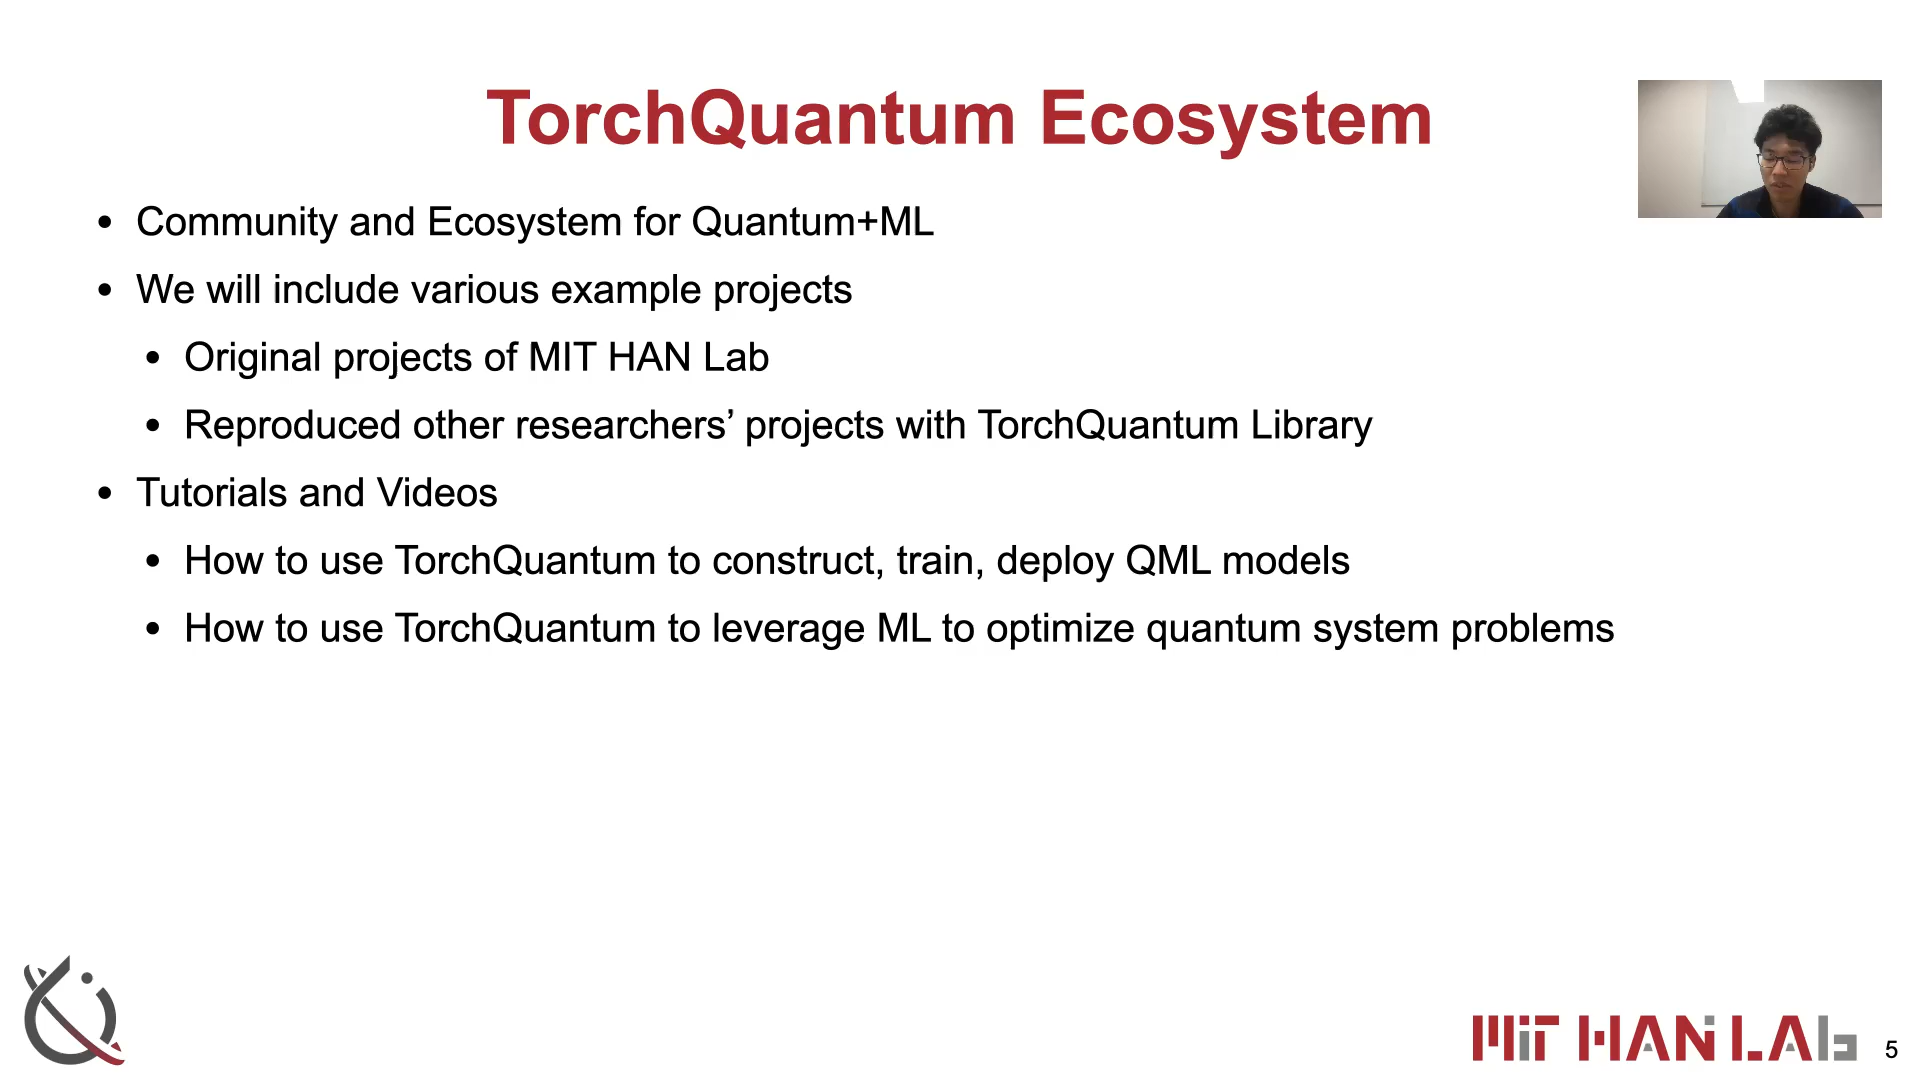 TorchQuantum Ecosystem
• Community and Ecosystem for Quantum+ML
• We will include various example projects
• Original projects of MIT HAN Lab
• Reproduced other researchers’ projects with TorchQuantum Library
• Tutorials and Videos
• How to use TorchQuantum to construct, train, deploy QML models
• How to use TorchQuantum to leverage ML to optimize quantum system problems
MIT HAN LAb
5